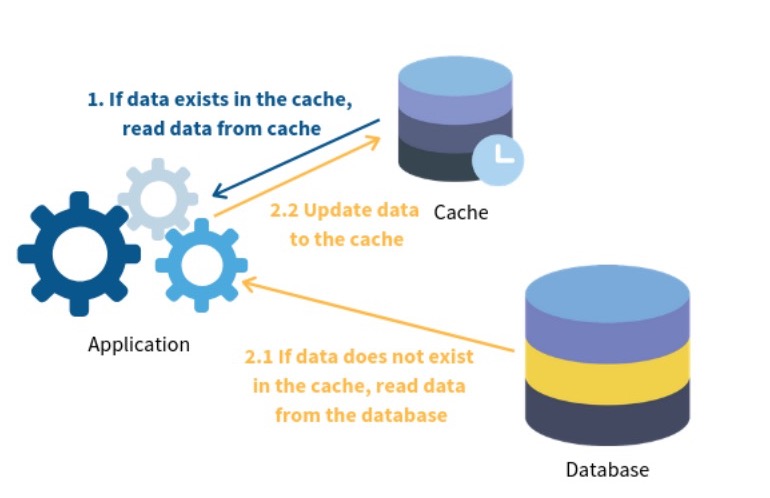 1. If data exists in the cache,
read data from cache
2.2 Update data
to the cache
Cache
Application
2.1 If data does not exist
in the cache, read data
from the database
Database